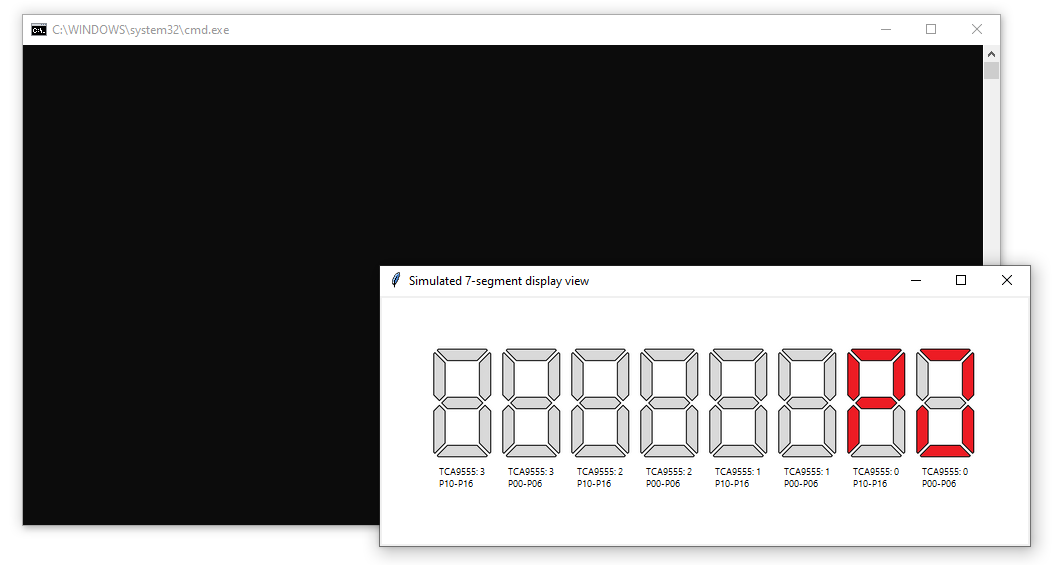 C:\WINDOWS\system32\cmd.exe
Simulated 7-segment display view
TCA9555: 3
P10-P16
TCA9555: 3
P00-P06
TCA9555: 2
P10-P16
TCA9555: 2
P00-P06
TCA9555: 1
P10-P16
TCA9555: 1
P00-P06
TCA9555: 0
P10-P16
TCA9555: 0
P00-P06